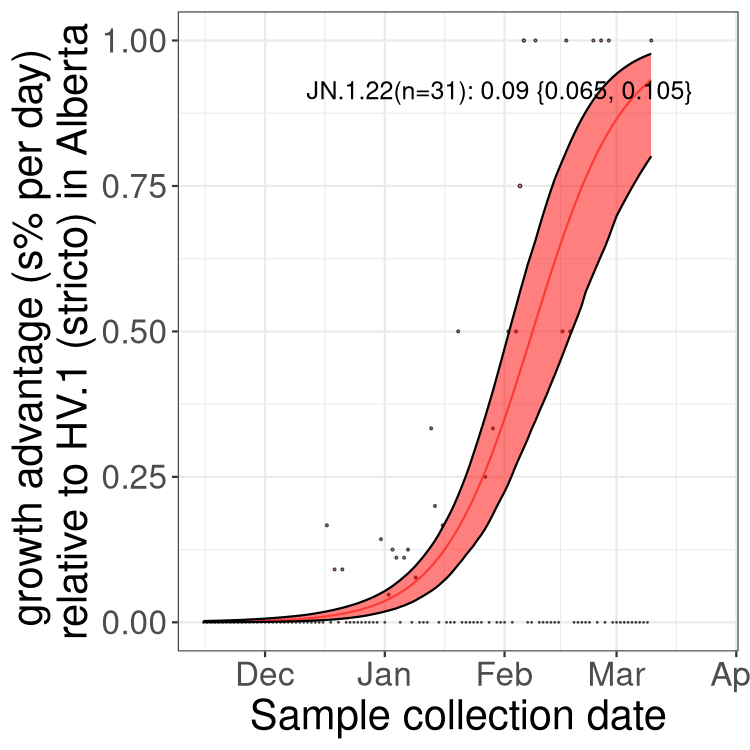 growth advantage (s% per day)
relative to HV.1 (stricto) in Alberta
1.00
0.75
0.50
0.25
0.00
JN.1.22(n=31): 0.09 {0.065, 0.105}
Dec Jan Feb Mar Ap
Sample collection date